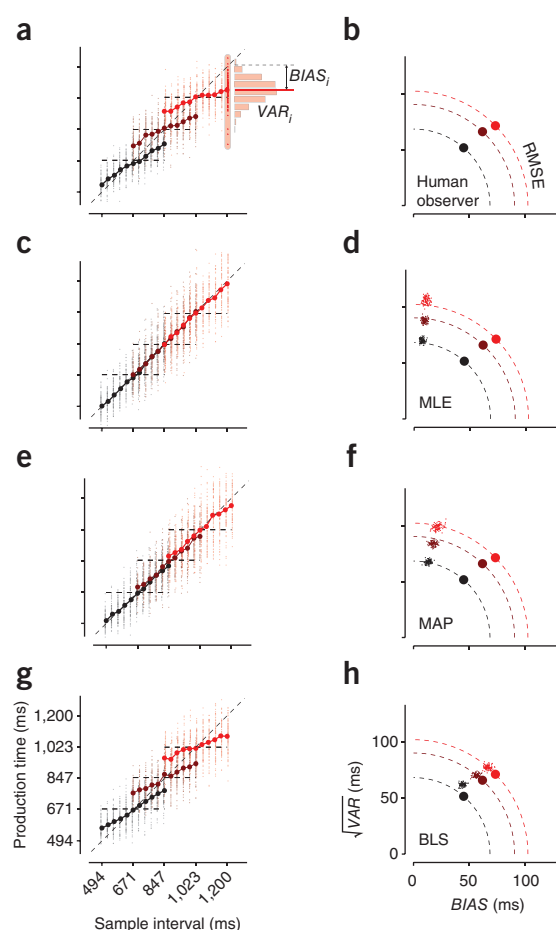 a
b
BIAS_i
VAR_i
RMSE
Human
observer
c
d
MLE
e
f
MAP
g
h
Production time (ms)
1,200
1,023
847
671
494
494
671
847
1,023
1,200
Sample interval (ms)
√VAR (ms)
100
50
0
BLS
0
50
100
BIAS (ms)